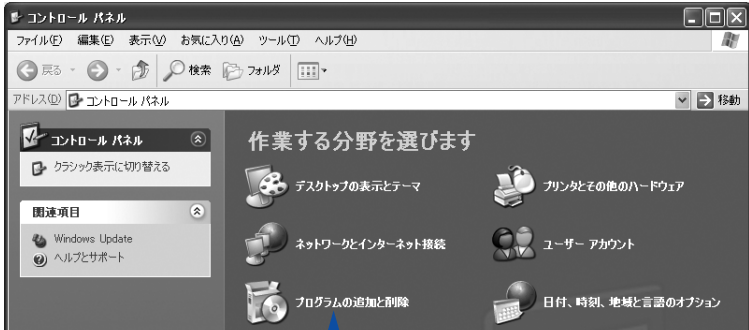 コントロール パネル
ファイル(F) 編集(E) 表示(V) お気に入り(A) ツール(T) ヘルプ(H)
戻る 検索 フォルダ
アドレス(D) コントロール パネル 移動
コントロール パネル
クラシック表示に切り替える
関連項目
Windows Update
ヘルプとサポート
作業する分野を選びます
デスクトップの表示とテーマ
プリンタとその他のハードウェア
ネットワークとインターネット接続
ユーザー アカウント
プログラムの追加と削除
日付、時刻、地域と言語のオプション